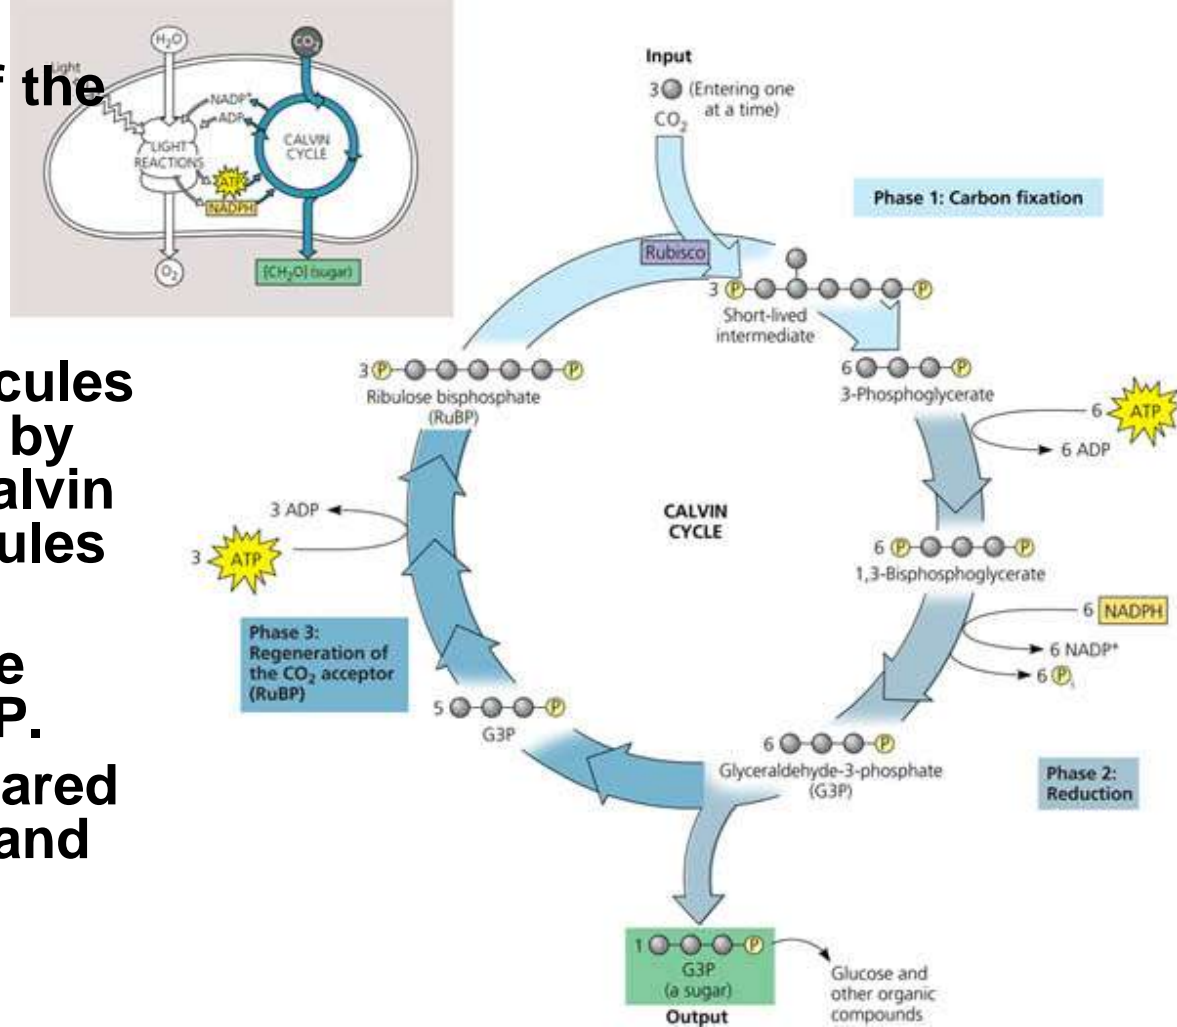 f the
cules
by
alvin
ules
e
P.
ared
and
H₂O
CO₂
Light
NADP⁺
ADP
LIGHT
REACTIONS
CALVIN
CYCLE
ATP
NADPH
O₂
[CH₂O] (sugar)
Input
3 (Entering one
at a time)
CO₂
Phase 1: Carbon fixation
Rubisco
3 P P
Short-lived
intermediate
3 P P
Ribulose bisphosphate
(RuBP)
6 P
3-Phosphoglycerate
6 ATP
6 ADP
3 ADP
3 ATP
CALVIN
CYCLE
6 P P
1,3-Bisphosphoglycerate
6 NADPH
6 NADP⁺
6 Pᵢ
Phase 3:
Regeneration of
the CO₂ acceptor
(RuBP)
5 P
G3P
6 P
Glyceraldehyde-3-phosphate
(G3P)
Phase 2:
Reduction
1 P
G3P
(a sugar)
Output
Glucose and
other organic
compounds